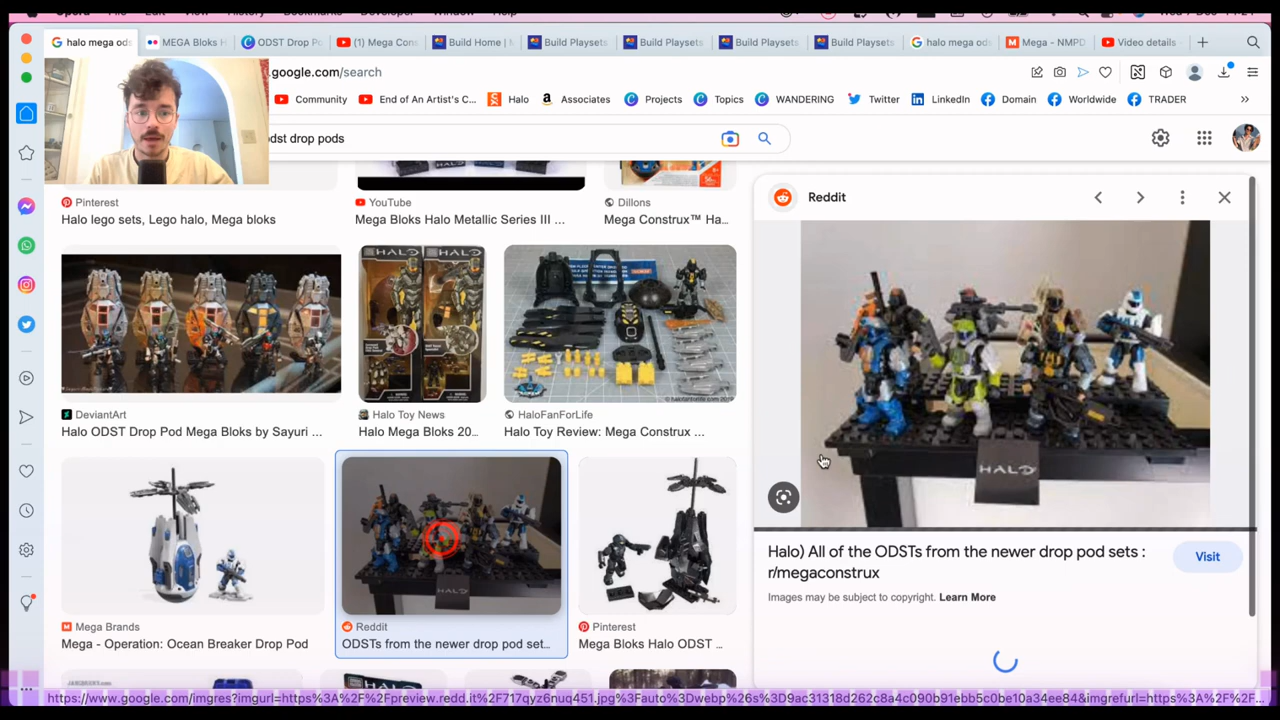 halo mega ods
MEGA Bloks H
ODST Drop Po
(1) Mega Cons
Build Home |
Build Playsets
Build Playsets
Build Playsets
Build Playsets
halo mega ods
Mega - NMPD
Video details
.google.com/search
Community
End of An Artist's C...
Halo
Associates
Projects
Topics
WANDERING
Twitter
LinkedIn
Domain
Worldwide
TRADER
odst drop pods
Pinterest
Halo lego sets, Lego halo, Mega bloks
YouTube
Mega Bloks Halo Metallic Series III ...
Dillons
Mega Construx™ Ha...
Reddit
HALO
HALO
DeviantArt
Halo ODST Drop Pod Mega Bloks by Sayuri ...
Halo Toy News
Halo Mega Bloks 20...
HaloFanForLife
Halo Toy Review: Mega Construx ...
HALO
HALO
Halo) All of the ODSTs from the newer drop pod sets :
r/megaconstrux
Visit
Images may be subject to copyright. Learn More
Mega Brands
Mega - Operation: Ocean Breaker Drop Pod
Reddit
ODSTs from the newer drop pod set...
Pinterest
Mega Bloks Halo ODST ...
https://www.google.com/imgres?imgurl=https%3A%2F%2Fpreview.redd.it%2F717qyz6nuq451.jpg%3Fauto%3Dwebp%26s%3D9ac31318d262c8a4c090b91ebb5c0be10a34ee84&imgrefurl=https%3A%2F%2F...